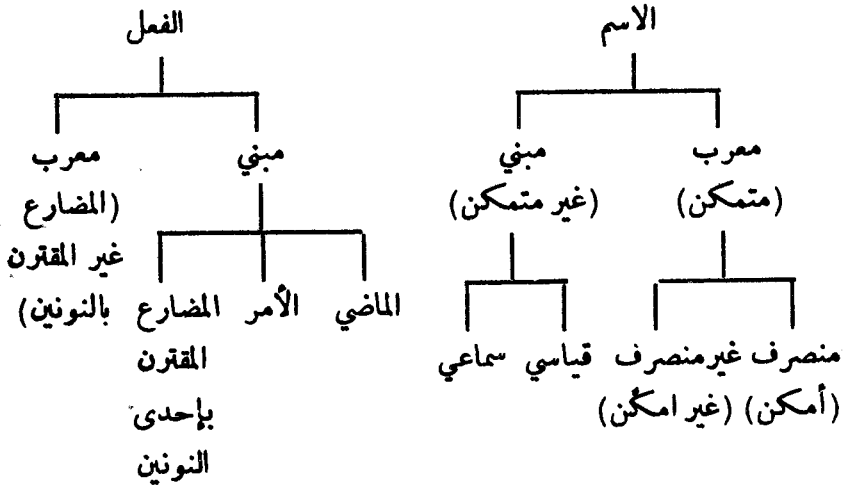 الاسم
معرب
(متمكن)
مبني
(غير متمكن)
منصرف
(أمكن)
غير منصرف
(غير امكن)
قياسي
سماعي
الفعل
مبني
معرب
(المضارع
غير المقترن
بالنونين)
الماضي
الأمر
المضارع
المقترن
بإحدى
النونين